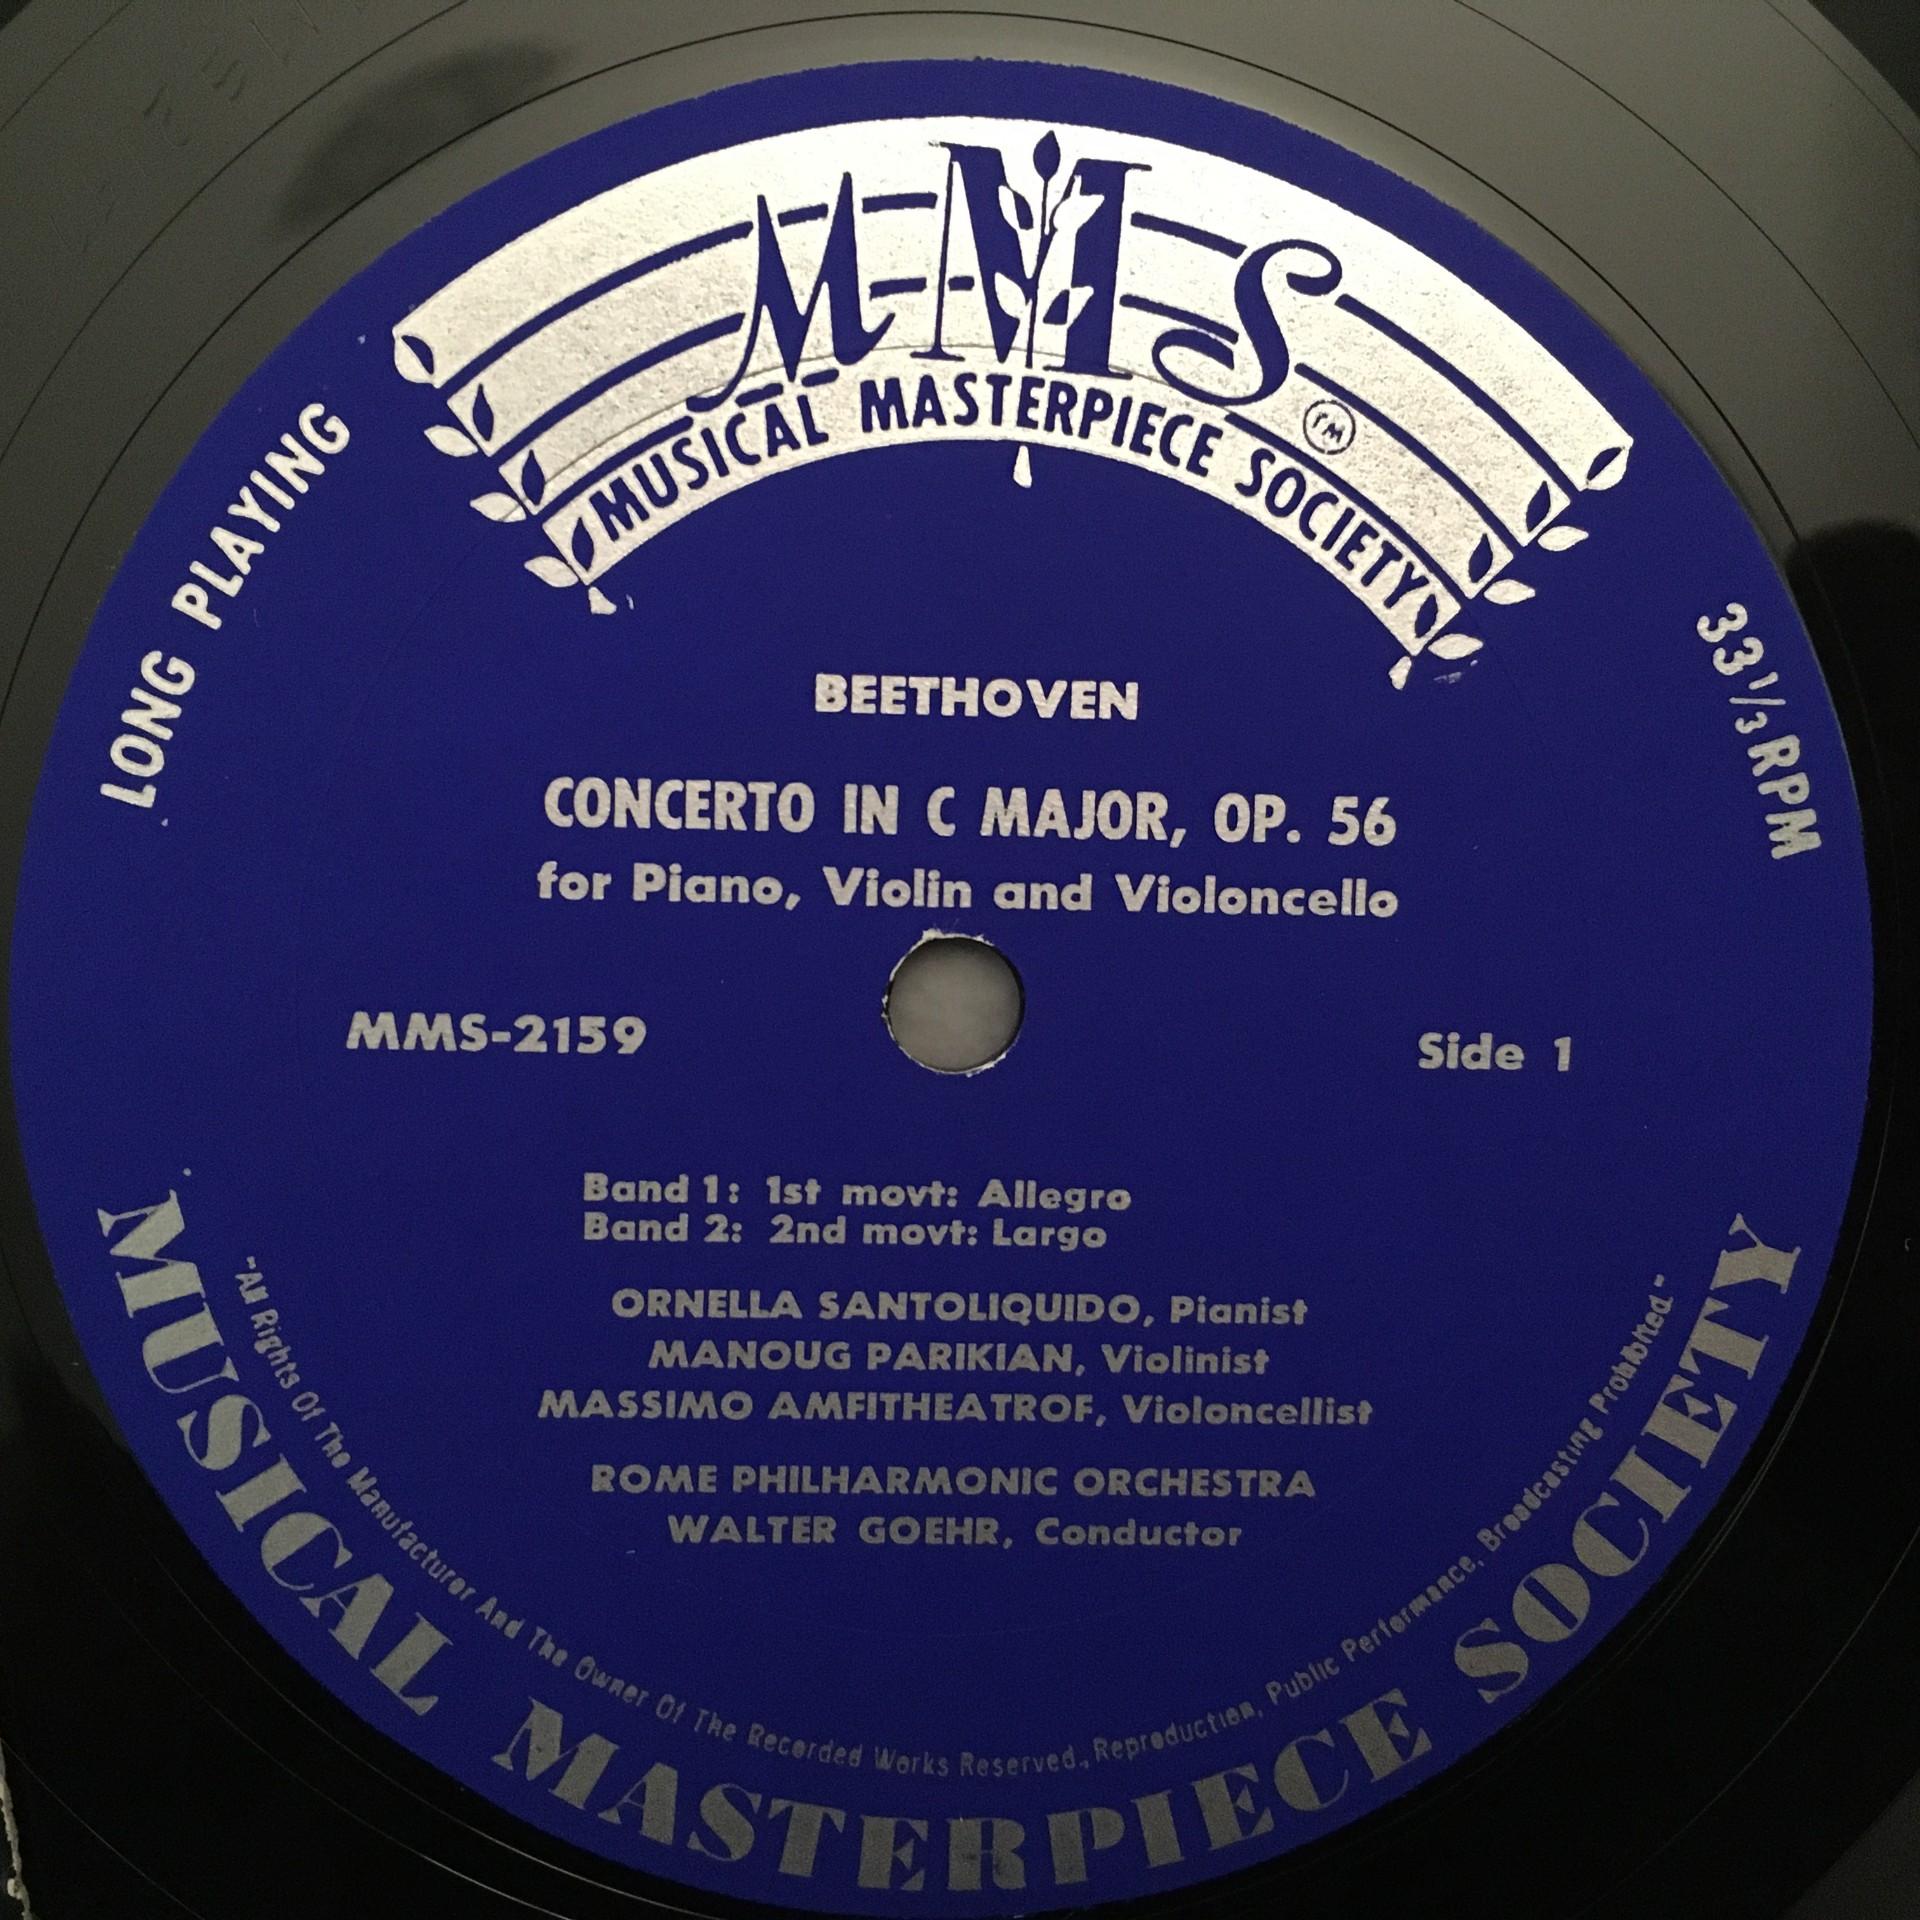 MMS
TM
MUSICAL MASTERPIECE SOCIETY
LONG PLAYING
33 1/3 RPM
BEETHOVEN
CONCERTO IN C MAJOR, OP. 56
for Piano, Violin and Violoncello
MMS-2159
Side 1
Band 1: 1st movt: Allegro
Band 2: 2nd movt: Largo
ORNELLA SANTOLIQUIDO, Pianist
MANOUG PARIKIAN, Violinist
MASSIMO AMFITHEATROF, Violoncellist
ROME PHILHARMONIC ORCHESTRA
WALTER GOEHR, Conductor
"All Rights Of The Manufacturer And The Owner Of The Recorded Works Reserved., Reproduction, Public Performance, Broadcasting Prohibited."
MUSICAL MASTERPIECE SOCIETY